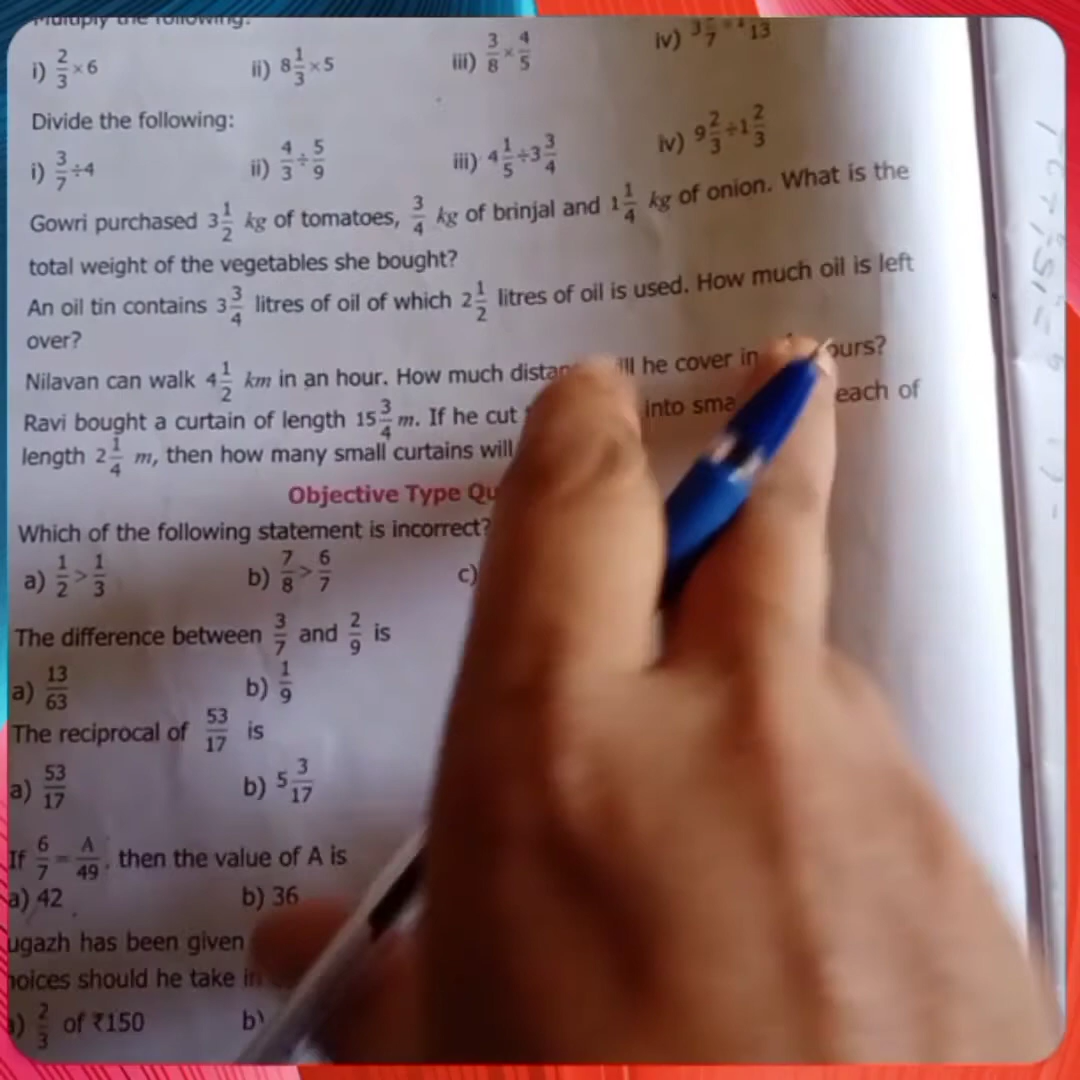 Multiply the following:
i) 2/3 × 6 ii) 8 1/3 × 5 iii) 3/8 × 4/5 iv) 3 13
Divide the following:
i) 3/7 ÷ 4 ii) 4/3 ÷ 5/9 iii) 4 1/5 ÷ 3 3/4 iv) 9 2/3 ÷ 1 2/3
Gowri purchased 3 1/2 kg of tomatoes, 3/4 kg of brinjal and 1 1/4 kg of onion. What is the
total weight of the vegetables she bought?
An oil tin contains 3 3/4 litres of oil of which 2 1/2 litres of oil is used. How much oil is left
over?
Nilavan can walk 4 1/2 km in an hour. How much distan ill he cover in ours?
Ravi bought a curtain of length 15 3/4 m. If he cut into sma each of
length 2 1/4 m, then how many small curtains will
Objective Type Qu
Which of the following statement is incorrect?
a) 1/2 > 1/3 b) 7/8 > 6/7 c)
The difference between 3/7 and 2/9 is
a) 13/63 b) 1/9
The reciprocal of 53/17 is
a) 53/17 b) 5 3/17
If 6/7 = A/49, then the value of A is
a) 42 b) 36
ugazh has been given
hoices should he take in
) 2/3 of ₹150 b)